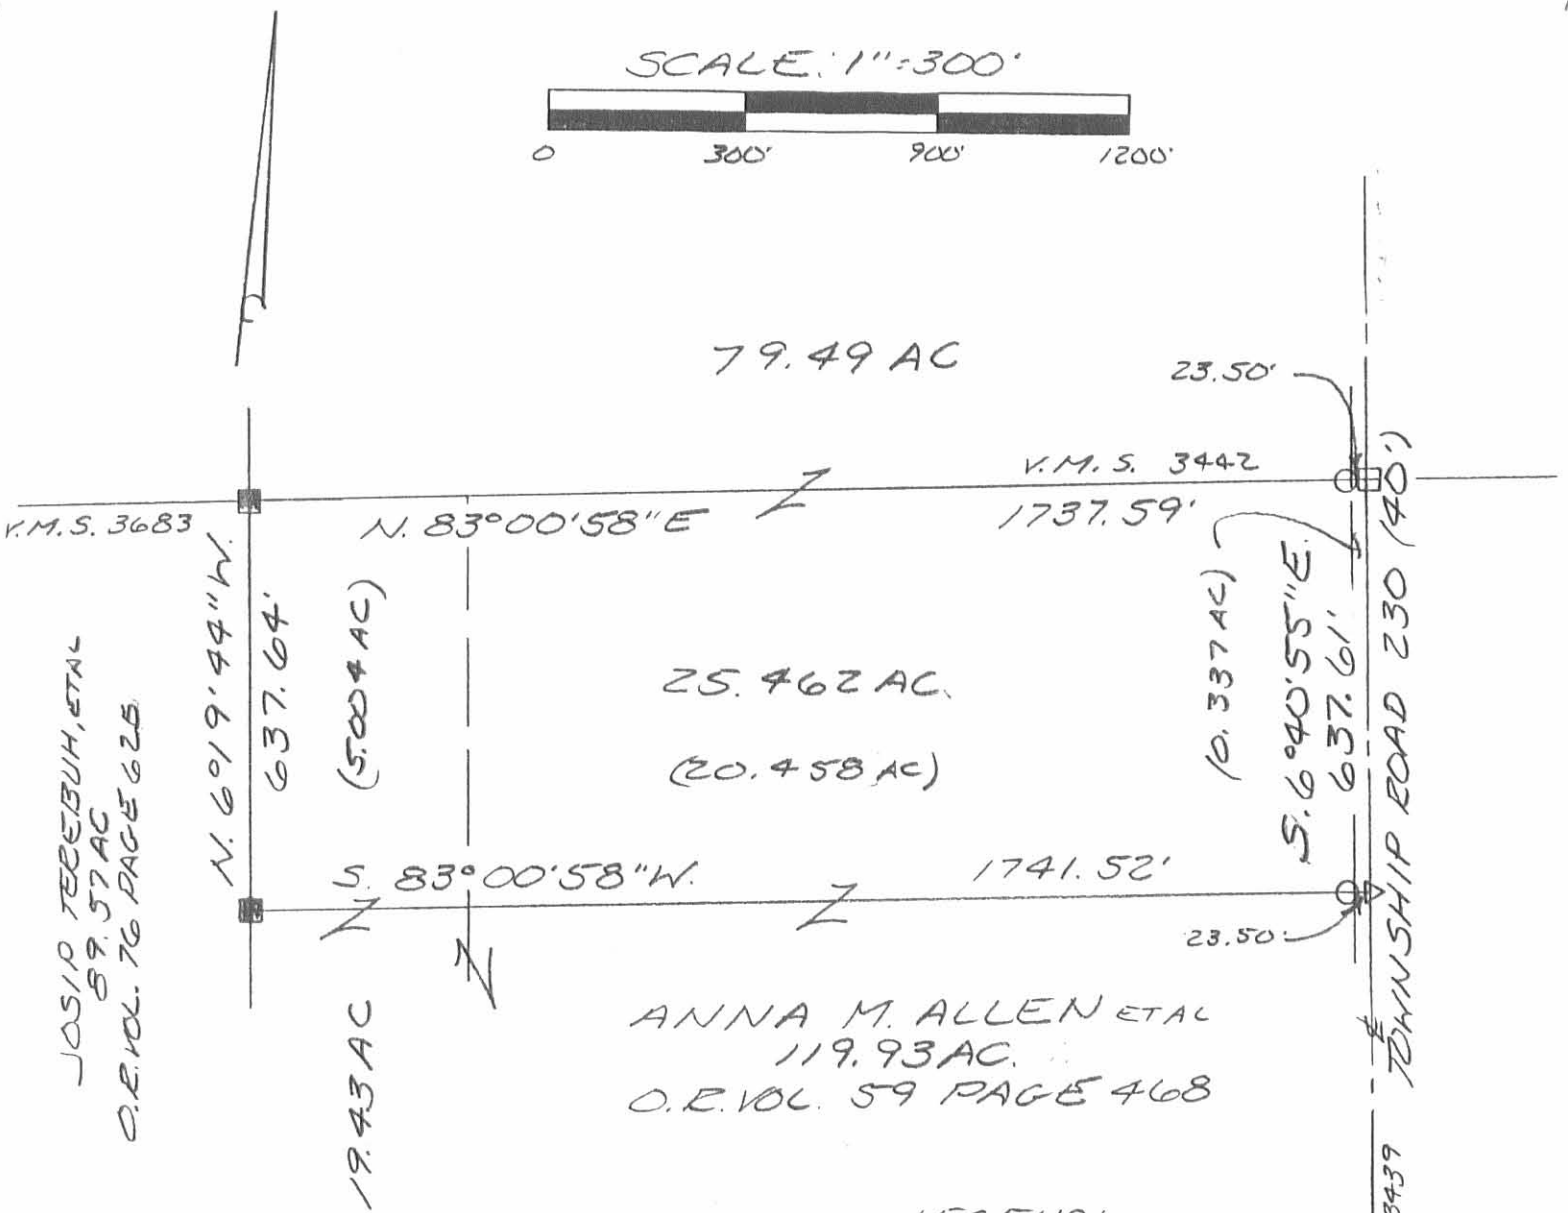 SCALE: 1"=300'
0 300' 900' 1200'
79.49 AC
23.50'
V.M.S. 3442
V.M.S. 3683
N. 83°00'58"E
1737.59'
N. 6°19'44"W.
637.64'
(5.004 AC)
25.462 AC.
(20.458 AC)
(0.337 AC)
S. 6°40'55"E.
637.61'
TOWNSHIP ROAD 230 (40')
JOSIP TEREBUH, ETAL
89.57 AC
O.R. VOL. 76 PAGE 625
S. 83°00'58"W.
1741.52'
23.50'
ANNA M. ALLEN ET AL
119.93 AC.
O.R. VOL. 59 PAGE 468
19.43 AC
3439